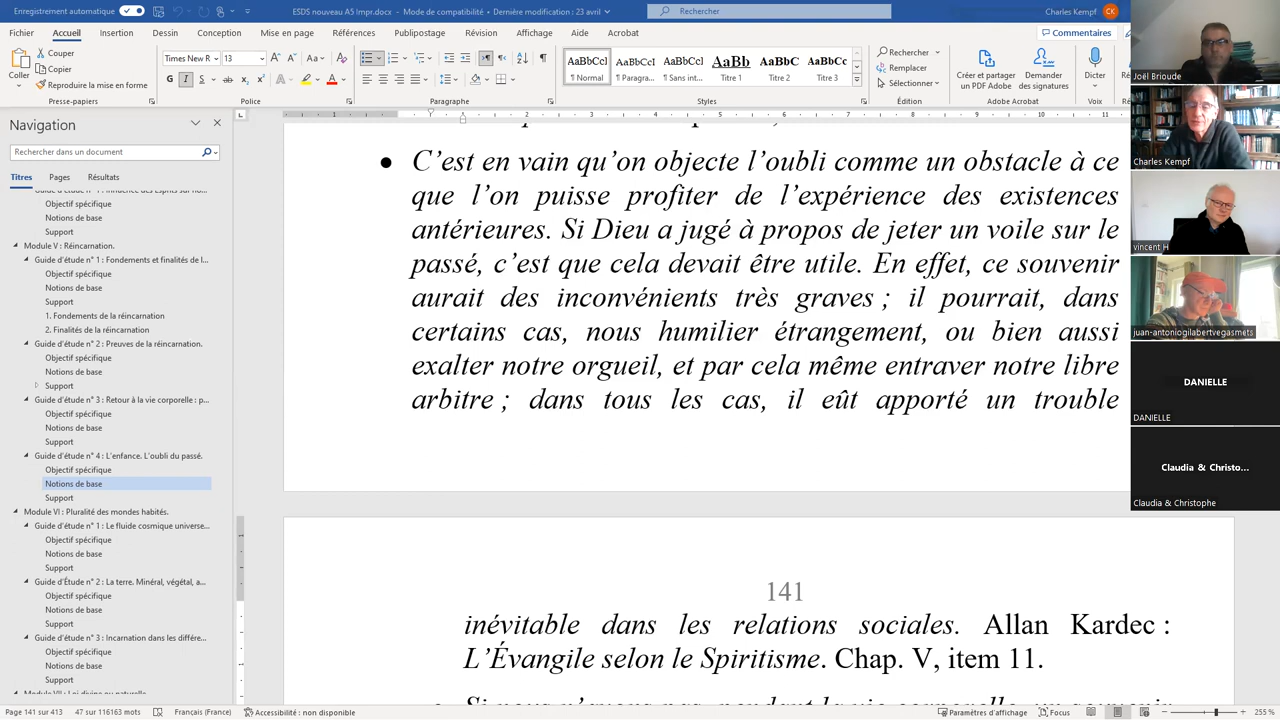 Enregistrement automatique
ESDS nouveau A5 Impr.docx - Mode de compatibilité • Dernière modification : 23 avril
Rechercher
Charles Kempf
CK
Fichier Accueil Insertion Dessin Conception Mise en page Références Publipostage Révision Affichage Aide Acrobat
Commentaires
Coller
Couper
Copier
Reproduire la mise en forme
Presse-papiers
Times New R
13
G I S
Police
Paragraphe
AaBbCcI
¶ Normal
AaBbCcI
¶ Paragra...
AaBbCcI
¶ Sans int...
AaBb
Titre 1
AaBbC
Titre 2
AaBbCc
Titre 3
Styles
Rechercher
Remplacer
Sélectionner
Édition
Créer et partager
un PDF Adobe
Demander
des signatures
Adobe Acrobat
Dicter
Voix
Navigation
Rechercher dans un document
Titres Pages Résultats
Objectif spécifique
Notions de base
Support
Module V : Réincarnation.
Guide d'étude n° 1 : Fondements et finalités de l...
Objectif spécifique
Notions de base
Support
1. Fondements de la réincarnation
2. Finalités de la réincarnation
Guide d'étude n° 2 : Preuves de la réincarnation.
Objectif spécifique
Notions de base
Support
Guide d'étude n° 3 : Retour à la vie corporelle : p...
Objectif spécifique
Notions de base
Support
Guide d'étude n° 4 : L'enfance. L'oubli du passé.
Objectif spécifique
Notions de base
Support
Module VI : Pluralité des mondes habités.
Guide d'étude n° 1 : Le fluide cosmique universe...
Objectif spécifique
Notions de base
Support
Guide d'Étude n° 2 : La terre. Minéral, végétal, a...
Objectif spécifique
Notions de base
Support
Guide d'étude n° 3 : Incarnation dans les différe...
Objectif spécifique
Notions de base
Support
1 1 2 3 4 5 6 7 8 9 10 11
• C'est en vain qu'on objecte l'oubli comme un obstacle à ce
que l'on puisse profiter de l'expérience des existences
antérieures. Si Dieu a jugé à propos de jeter un voile sur le
passé, c'est que cela devait être utile. En effet, ce souvenir
aurait des inconvénients très graves ; il pourrait, dans
certains cas, nous humilier étrangement, ou bien aussi
exalter notre orgueil, et par cela même entraver notre libre
arbitre ; dans tous les cas, il eût apporté un trouble
141
inévitable dans les relations sociales. Allan Kardec :
L'Évangile selon le Spiritisme. Chap. V, item 11.
Joël Brioude
Charles Kempf
vincent H
juan-antoniogilabertvegasmets
DANIELLE
DANIELLE
Claudia & Christo...
Claudia & Christophe
Page 141 sur 413 47 sur 116163 mots Français (France) Accessibilité : non disponible
Paramètres d'affichage Focus 255 %